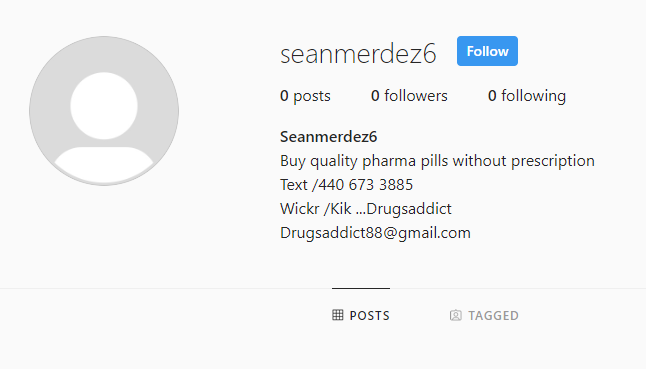 seanmerdez6 Follow
0 posts 0 followers 0 following
Seanmerdez6
Buy quality pharma pills without prescription
Text /440 673 3885
Wickr /Kik ...Drugsaddict
Drugsaddict88@gmail.com
POSTS TAGGED